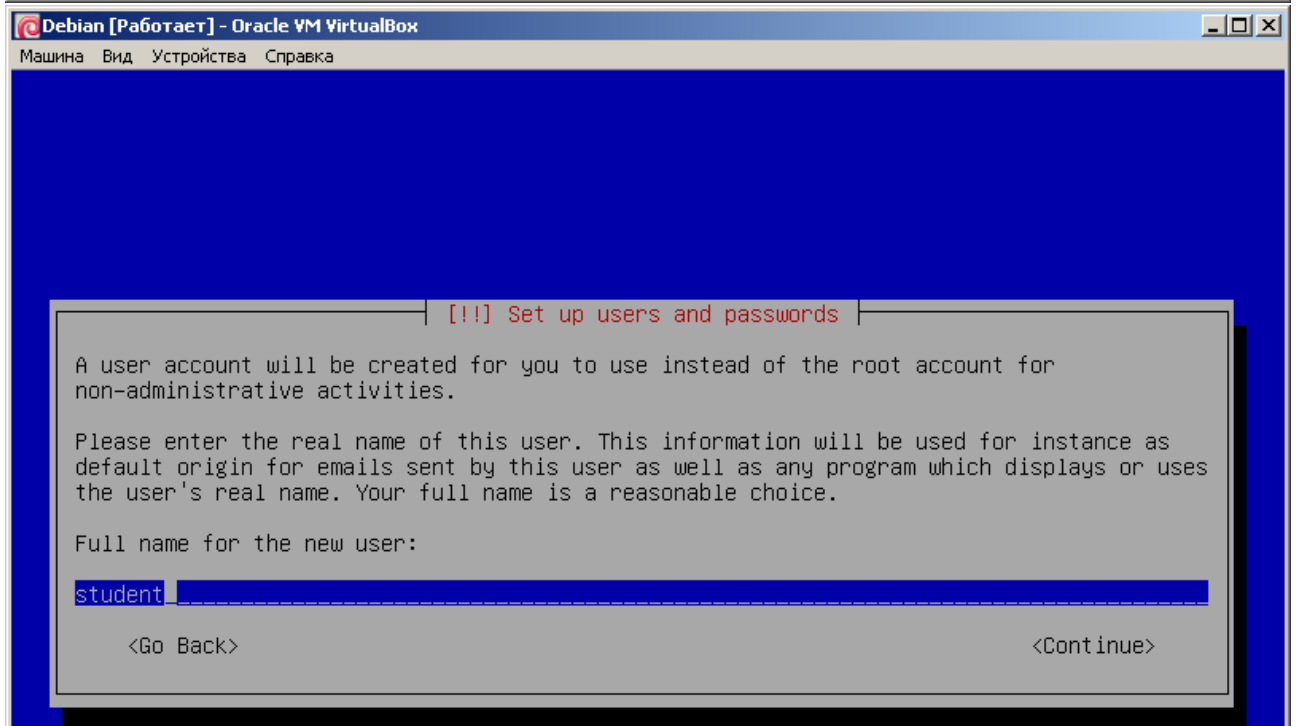 Debian [Работает] - Oracle VM VirtualBox
Машина Вид Устройства Справка
[!!] Set up users and passwords
A user account will be created for you to use instead of the root account for
non-administrative activities.
Please enter the real name of this user. This information will be used for instance as
default origin for emails sent by this user as well as any program which displays or uses
the user's real name. Your full name is a reasonable choice.
Full name for the new user:
student
<Go Back> <Continue>